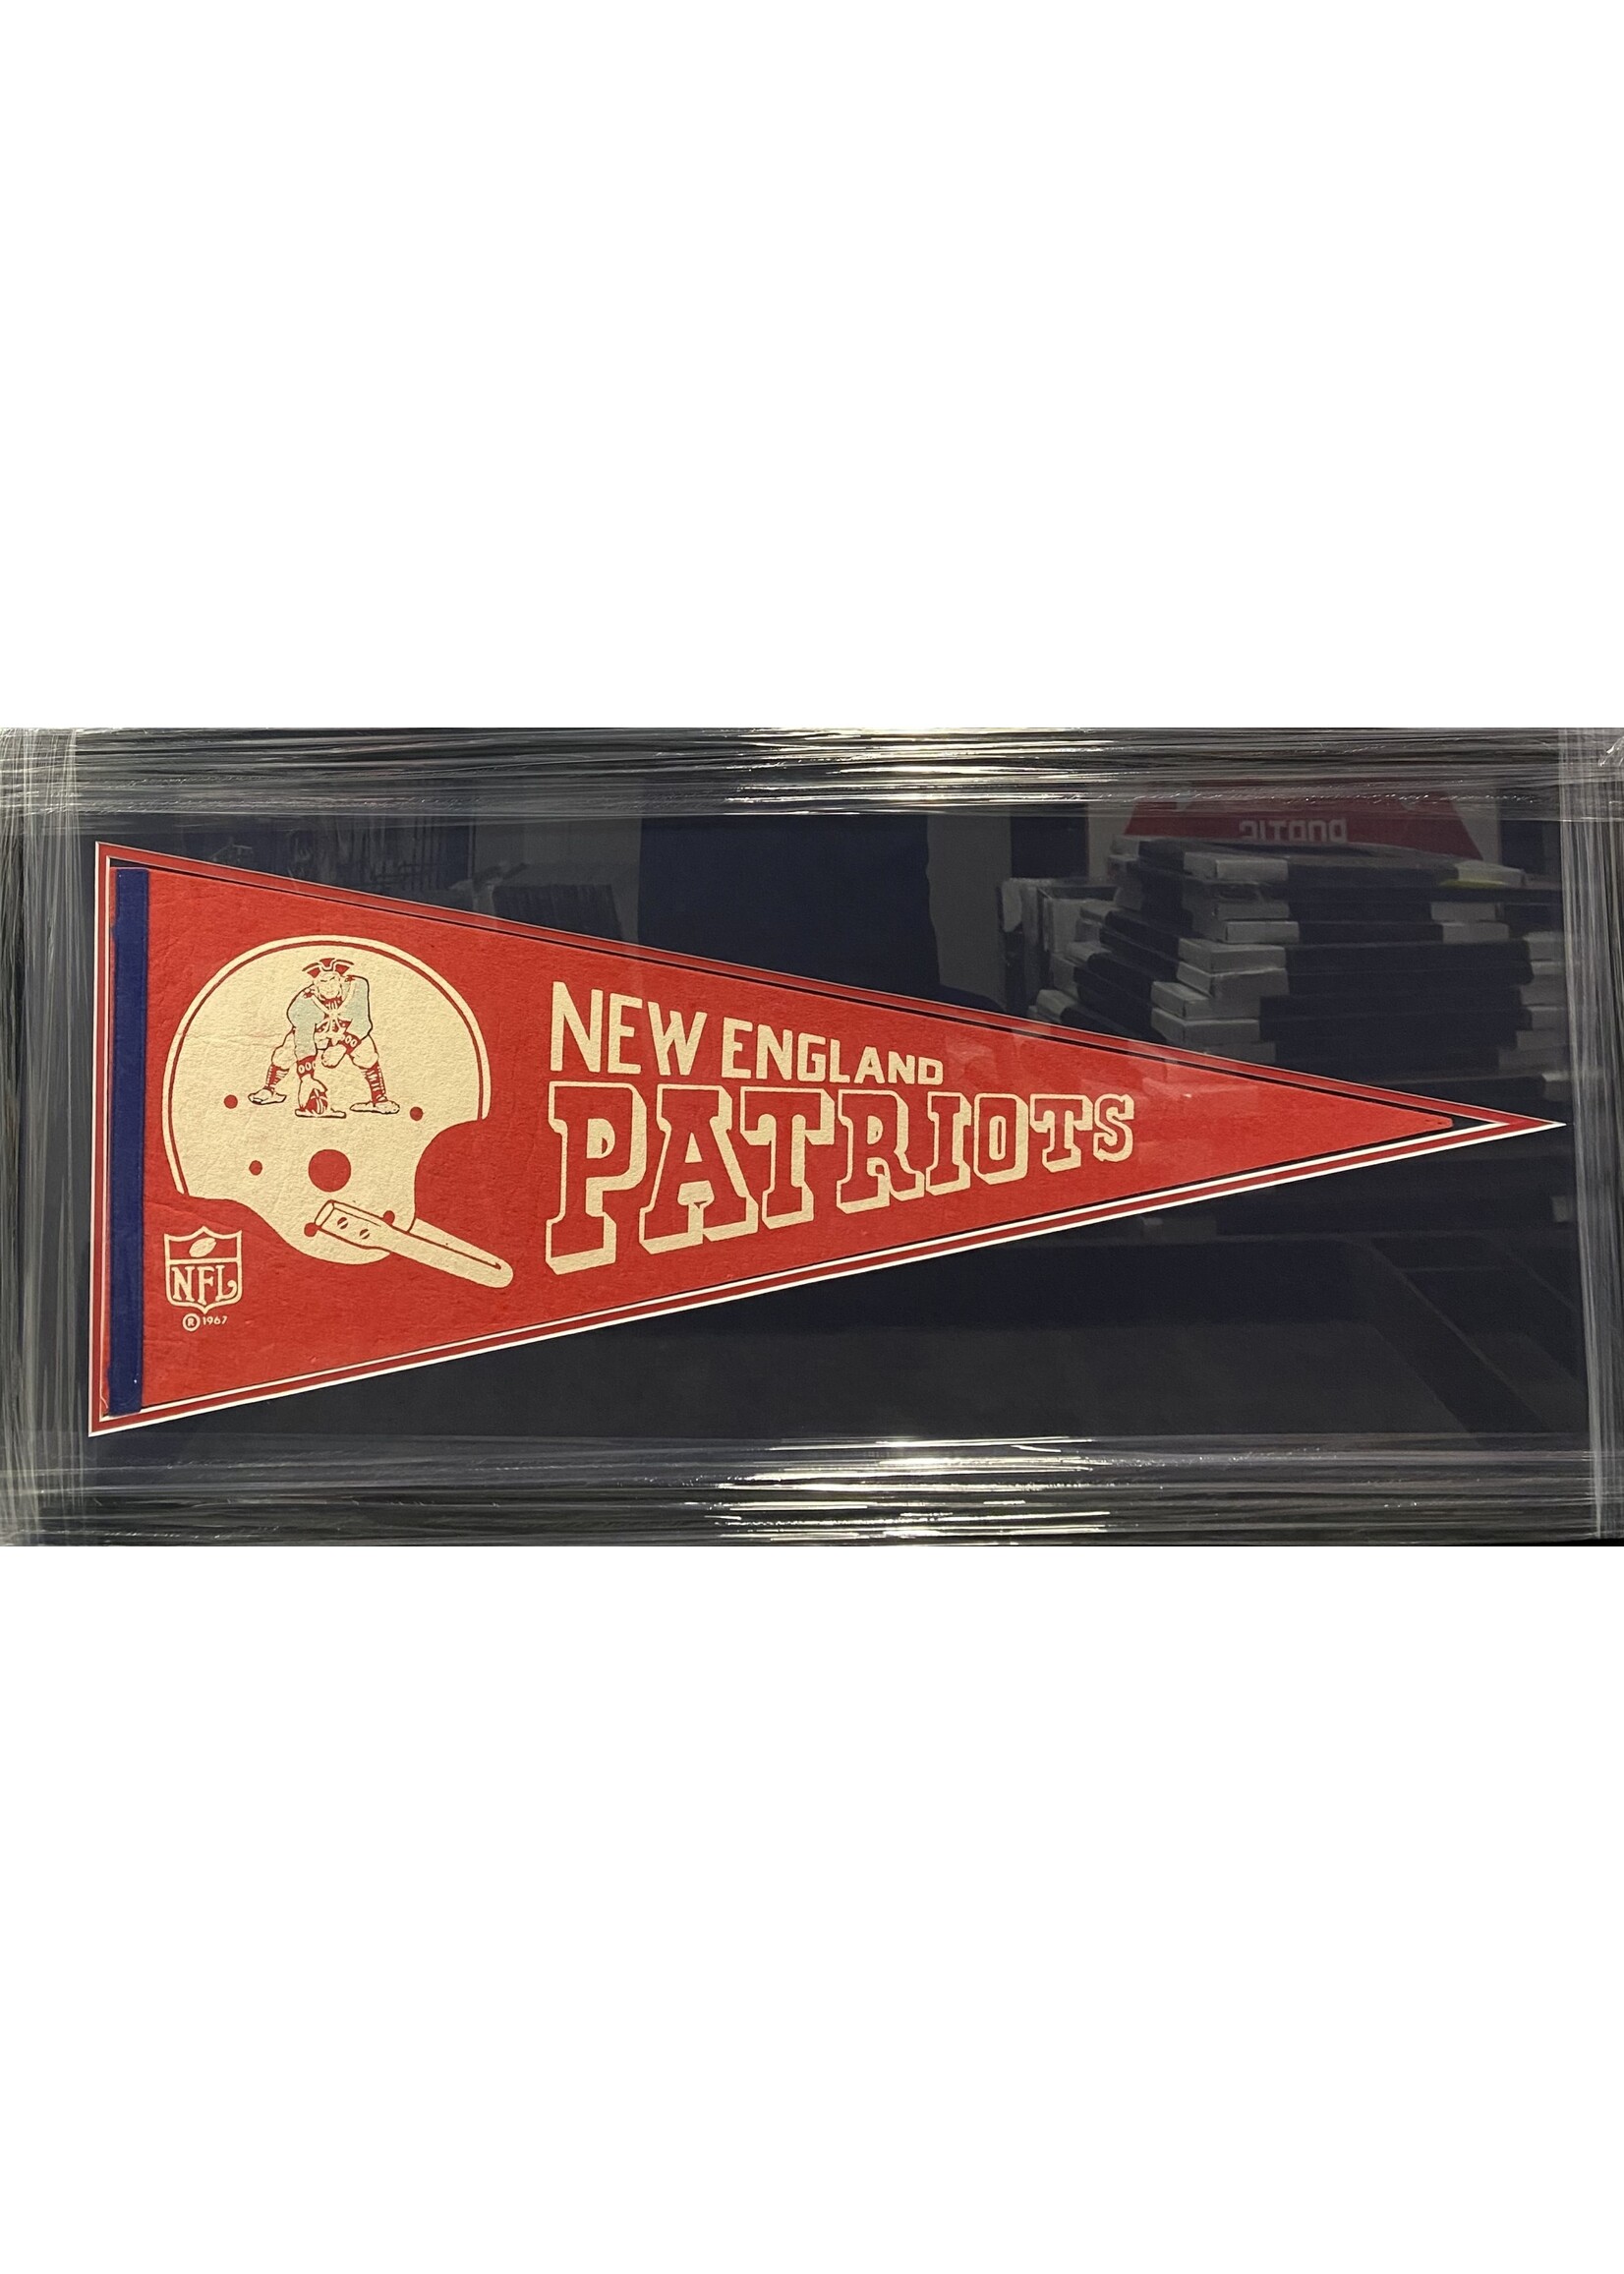 NEW ENGLAND
PATRIOTS
NFL
® 1967